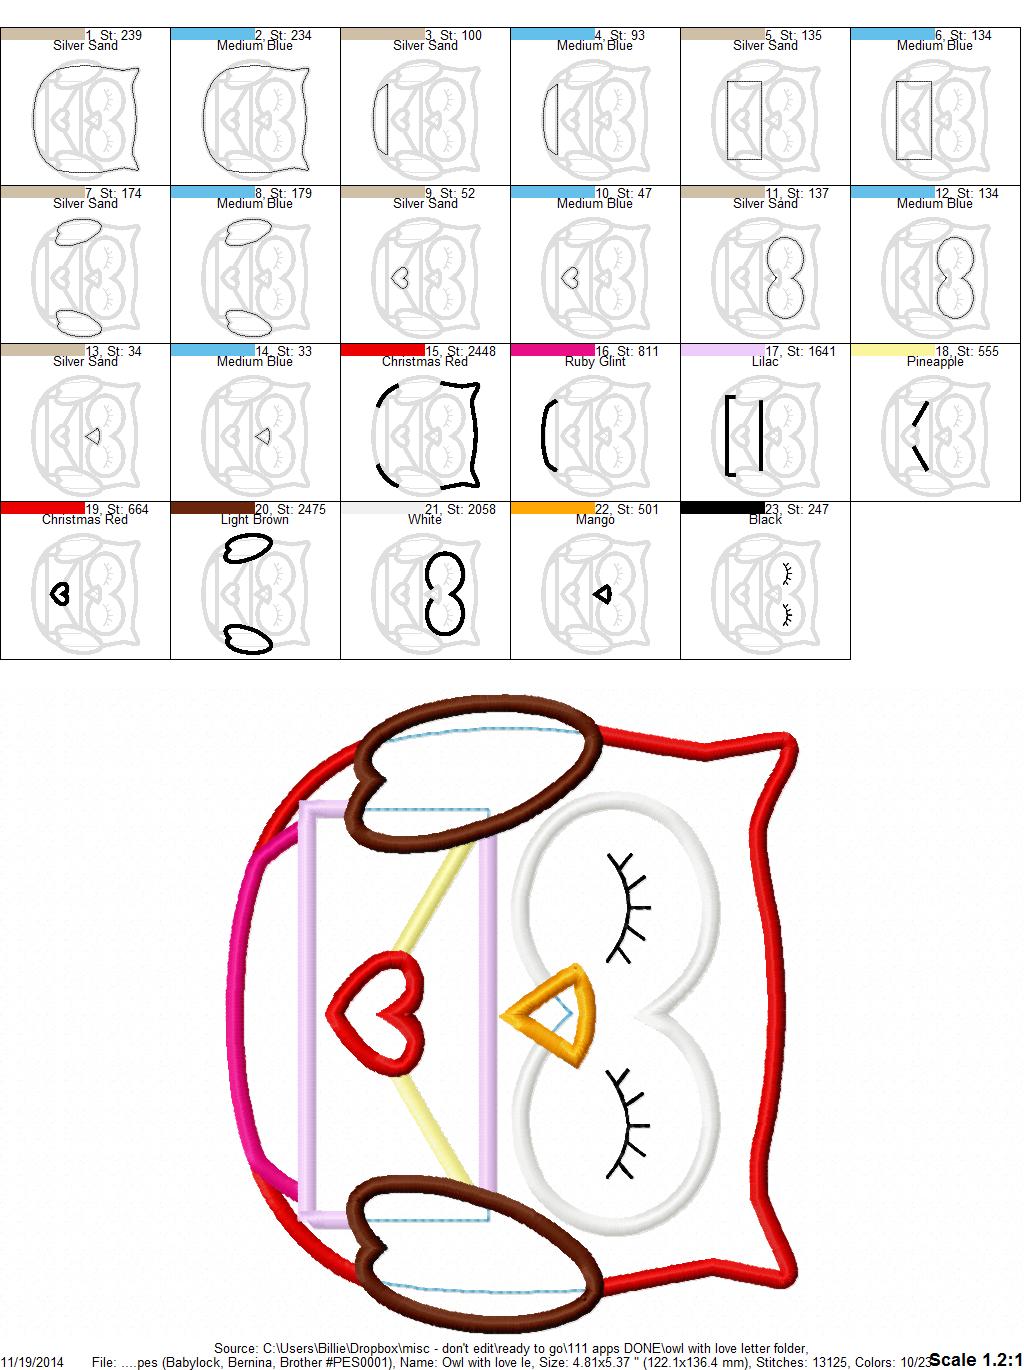 1, St: 239
Silver Sand
2, St: 234
Medium Blue
3, St: 100
Silver Sand
4, St: 93
Medium Blue
5, St: 135
Silver Sand
6, St: 134
Medium Blue
7, St: 174
Silver Sand
8, St: 179
Medium Blue
9, St: 52
Silver Sand
10, St: 47
Medium Blue
11, St: 137
Silver Sand
12, St: 134
Medium Blue
13, St: 34
Silver Sand
14, St: 33
Medium Blue
15, St: 2448
Christmas Red
16, St: 811
Ruby Glint
17, St: 1641
Lilac
18, St: 555
Pineapple
19, St: 664
Christmas Red
20, St: 2475
Light Brown
21, St: 2058
White
22, St: 501
Mango
23, St: 247
Black
Source: C:\Users\Billie\Dropbox\misc - don't edit\ready to go\111 apps DONE\owl with love letter folder,
11/19/2014 File: ....pes (Babylock, Bernina, Brother #PES0001), Name: Owl with love le, Size: 4.81x5.37 " (122.1x136.4 mm), Stitches: 13125, Colors: 10/23 Scale 1.2:1